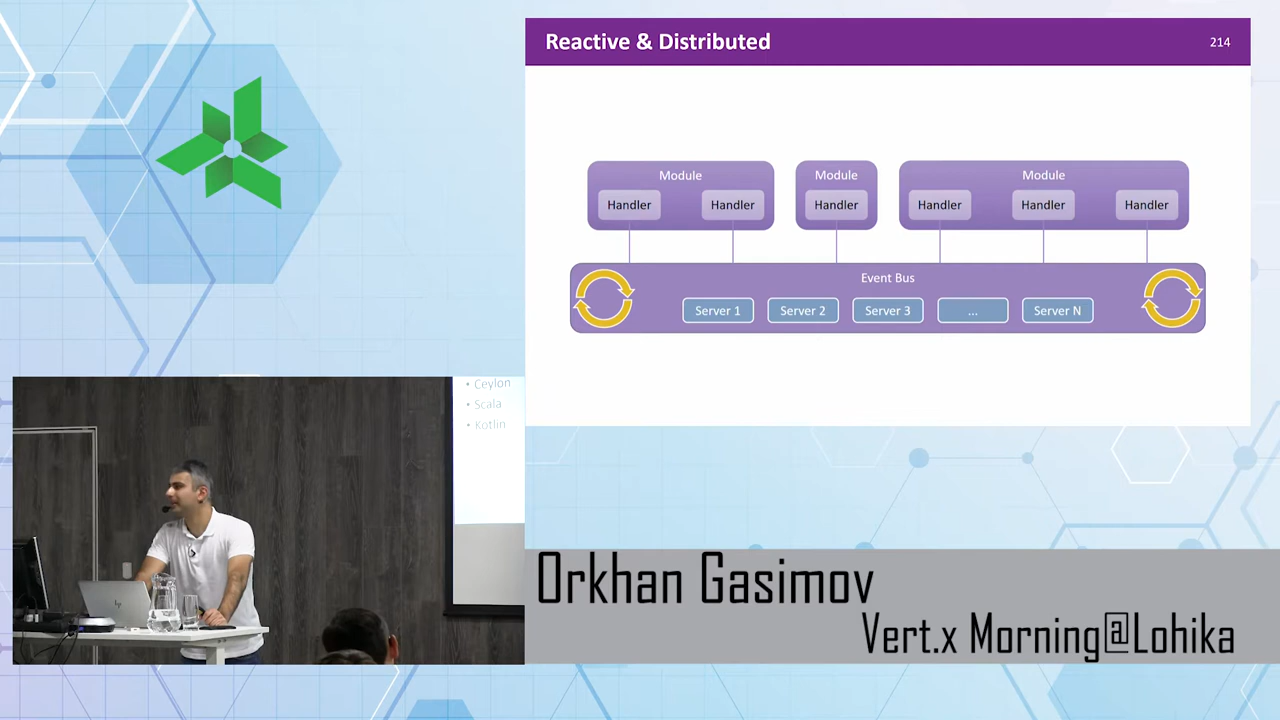 Reactive & Distributed
214
Module
Module
Module
Handler
Handler
Handler
Handler
Handler
Handler
Event Bus
Server 1
Server 2
Server 3
...
Server N
• Ceylon
• Scala
• Kotlin
hp
Orkhan Gasimov
Vert.x Morning@Lohika